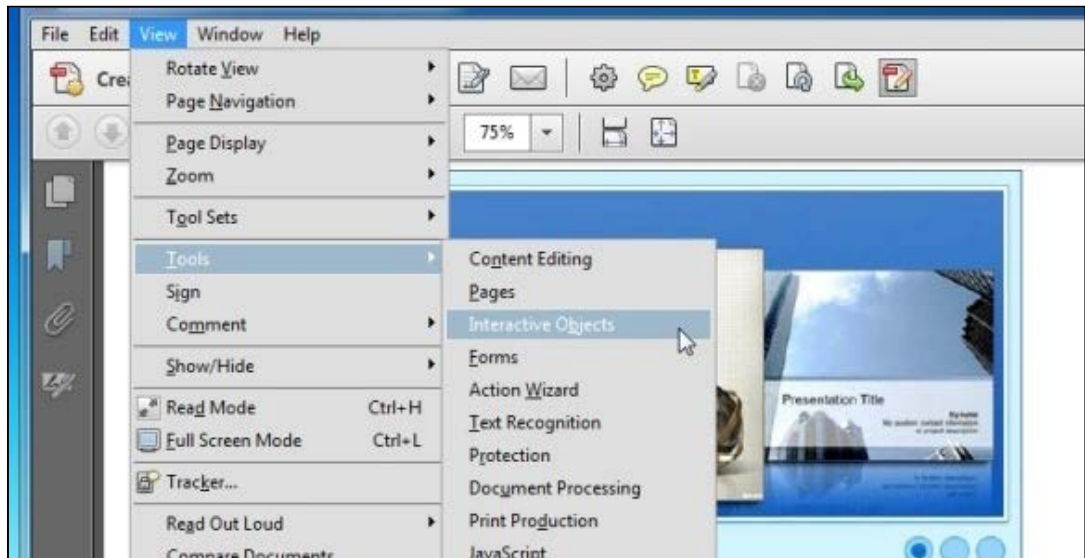 File Edit View Window Help
Crea
75%
Rotate View
Page Navigation
Page Display
Zoom
Tool Sets
Tools
Sign
Comment
Show/Hide
Read Mode Ctrl+H
Full Screen Mode Ctrl+L
Tracker...
Read Out Loud
Compare Documents
Content Editing
Pages
Interactive Objects
Forms
Action Wizard
Text Recognition
Protection
Document Processing
Print Production
JavaScript
Presentation Title